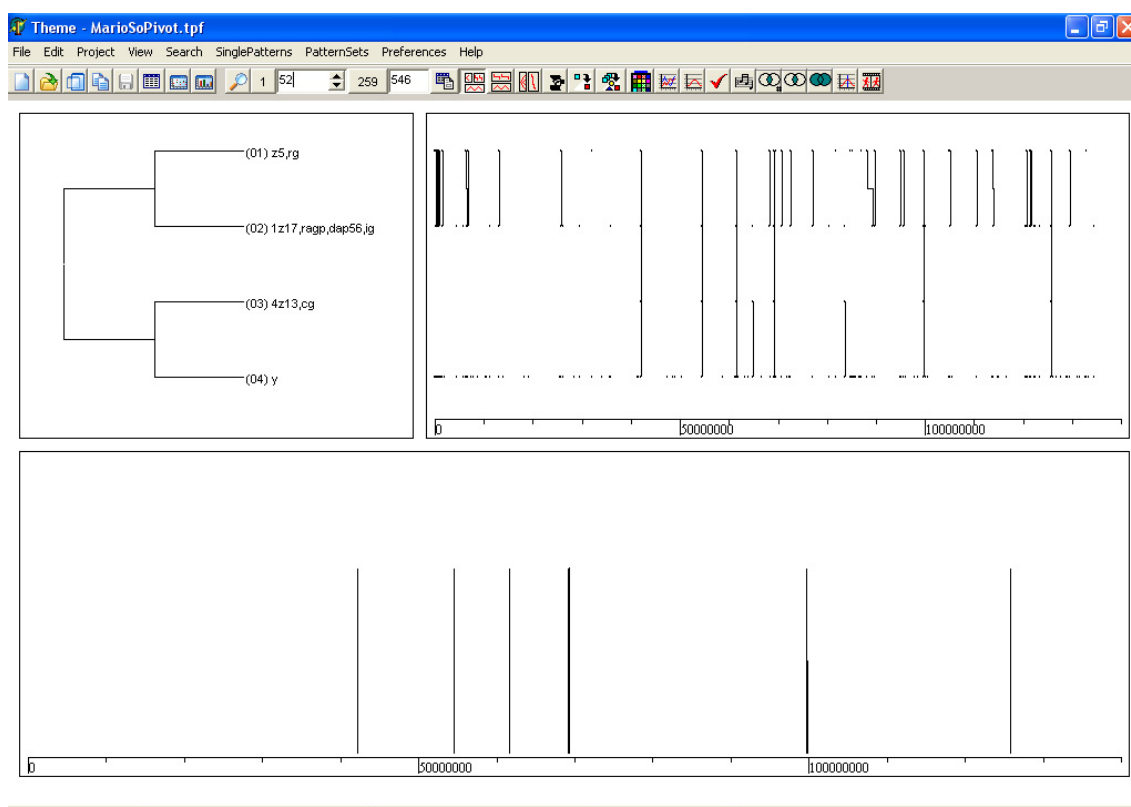 Theme - MarioSoPivot.tpf
File Edit Project View Search SinglePatterns PatternSets Preferences Help
1 52 259 546
(01) z5,rg
(02) 1z17,ragp,dap56,ig
(03) 4z13,cg
(04) y
0 50000000 100000000
0 50000000 100000000